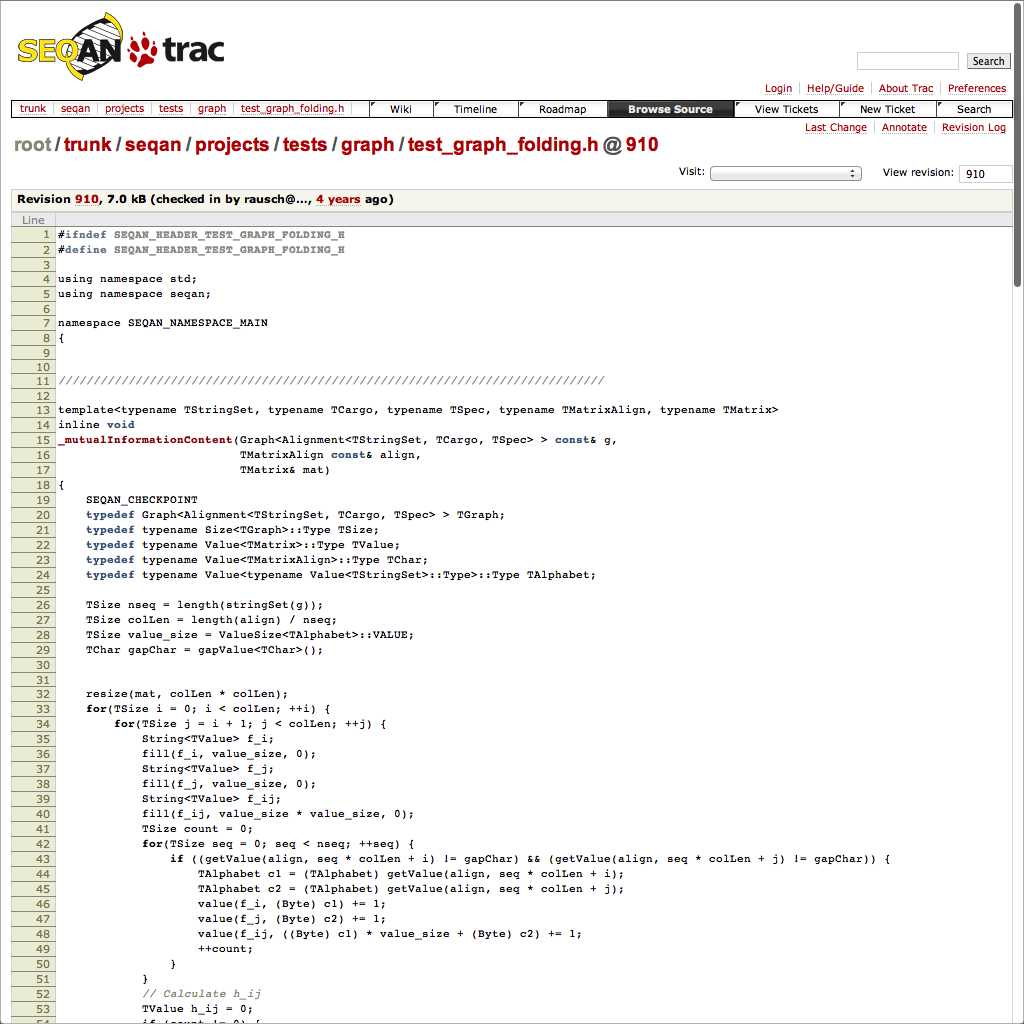 SEQAN trac
Search
Login Help/Guide About Trac Preferences
trunk seqan projects tests graph test_graph_folding.h Wiki Timeline Roadmap Browse Source View Tickets New Ticket Search
Last Change Annotate Revision Log
root / trunk / seqan / projects / tests / graph / test_graph_folding.h @ 910
Visit: View revision: 910
Revision 910, 7.0 kB (checked in by rausch@..., 4 years ago)
Line
1 #ifndef SEQAN_HEADER_TEST_GRAPH_FOLDING_H
2 #define SEQAN_HEADER_TEST_GRAPH_FOLDING_H
3
4 using namespace std;
5 using namespace seqan;
6
7 namespace SEQAN_NAMESPACE_MAIN
8 {
9
10
11 //////////////////////////////////////////////////////////////////////////////
12
13 template<typename TStringSet, typename TCargo, typename TSpec, typename TMatrixAlign, typename TMatrix>
14 inline void
15 _mutualInformationContent(Graph<Alignment<TStringSet, TCargo, TSpec> > const& g,
16 TMatrixAlign const& align,
17 TMatrix& mat)
18 {
19 SEQAN_CHECKPOINT
20 typedef Graph<Alignment<TStringSet, TCargo, TSpec> > TGraph;
21 typedef typename Size<TGraph>::Type TSize;
22 typedef typename Value<TMatrix>::Type TValue;
23 typedef typename Value<TMatrixAlign>::Type TChar;
24 typedef typename Value<typename Value<TStringSet>::Type>::Type TAlphabet;
25
26 TSize nseq = length(stringSet(g));
27 TSize colLen = length(align) / nseq;
28 TSize value_size = ValueSize<TAlphabet>::VALUE;
29 TChar gapChar = gapValue<TChar>();
30
31
32 resize(mat, colLen * colLen);
33 for(TSize i = 0; i < colLen; ++i) {
34 for(TSize j = i + 1; j < colLen; ++j) {
35 String<TValue> f_i;
36 fill(f_i, value_size, 0);
37 String<TValue> f_j;
38 fill(f_j, value_size, 0);
39 String<TValue> f_ij;
40 fill(f_ij, value_size * value_size, 0);
41 TSize count = 0;
42 for(TSize seq = 0; seq < nseq; ++seq) {
43 if ((getValue(align, seq * colLen + i) != gapChar) && (getValue(align, seq * colLen + j) != gapChar)) {
44 TAlphabet c1 = (TAlphabet) getValue(align, seq * colLen + i);
45 TAlphabet c2 = (TAlphabet) getValue(align, seq * colLen + j);
46 value(f_i, (Byte) c1) += 1;
47 value(f_j, (Byte) c2) += 1;
48 value(f_ij, ((Byte) c1) * value_size + (Byte) c2) += 1;
49 ++count;
50 }
51 }
52 // Calculate h_ij
53 TValue h_ij = 0;
54 if (count != 0) {